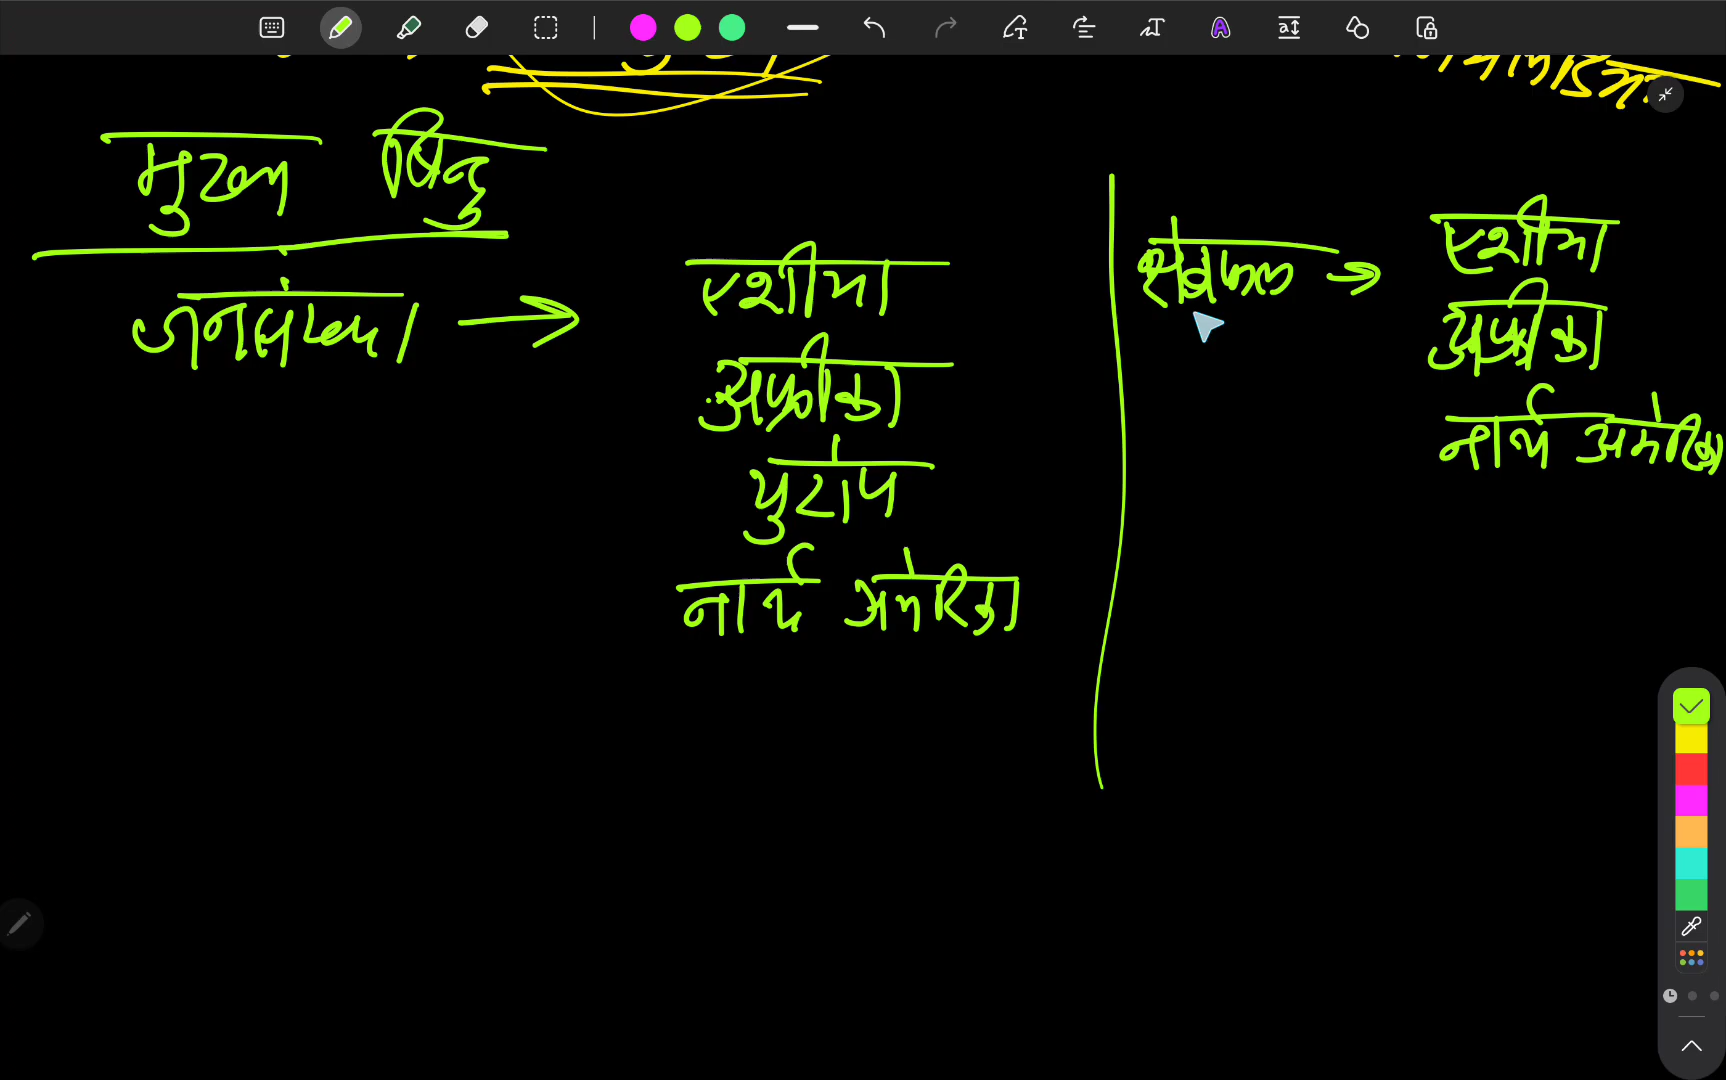 मुख्य बिन्दु
जनसंख्या →
एशीया
अफ्रीका
युरोप
नार्थ अमेरिका
क्षेत्रफल →
एशीया
अफ्रीका
नार्थ अमेरिका